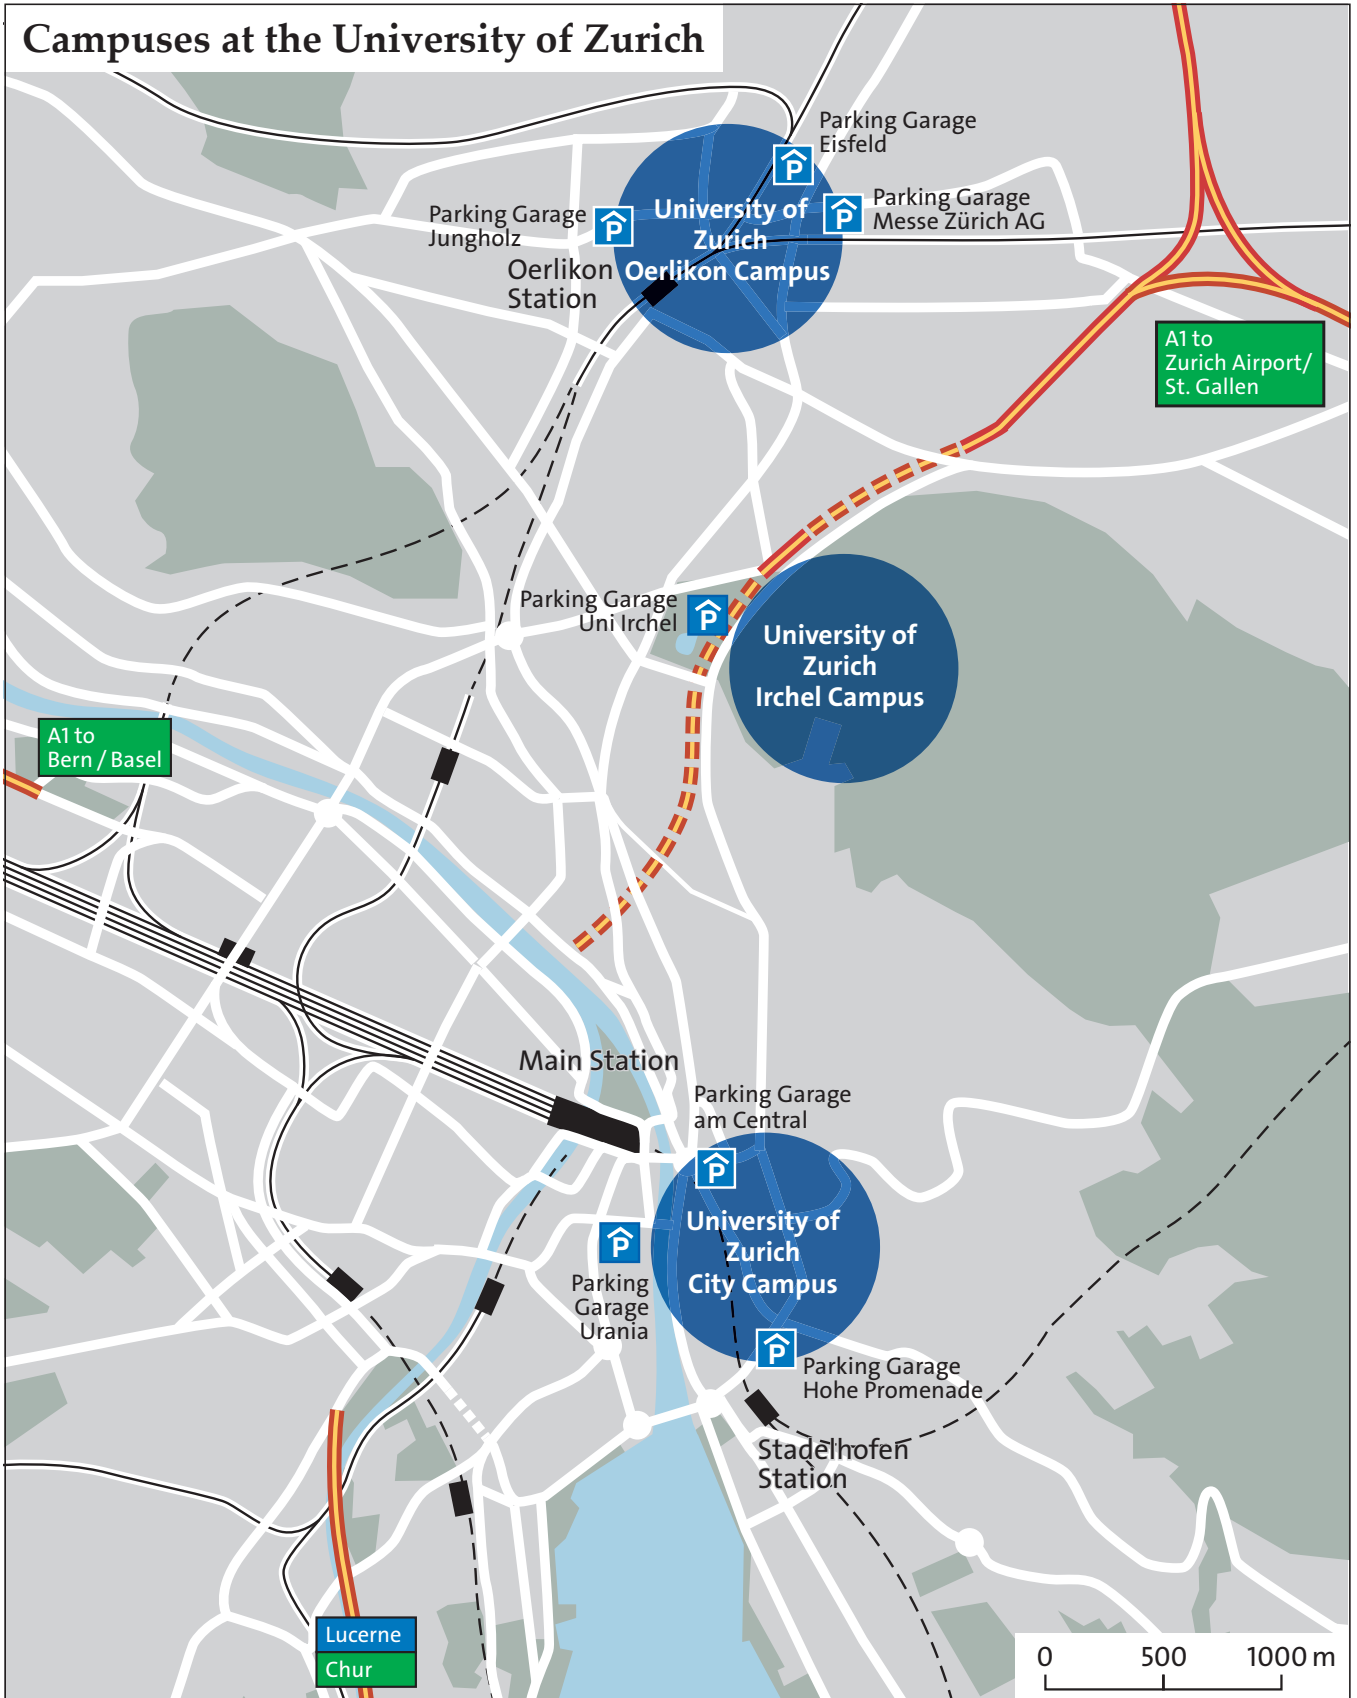 Campuses at the University of Zurich
Parking Garage
Eisfeld
P
Parking Garage
Messe Zürich AG
P
Parking Garage
Jungholz
P
University of
Zurich
Oerlikon Campus
Oerlikon
Station
A1 to
Zurich Airport/
St. Gallen
Parking Garage
Uni Irchel
P
University of
Zurich
Irchel Campus
A1 to
Bern / Basel
Main Station
Parking Garage
am Central
P
University of
Zurich
City Campus
P
Parking
Garage
Urania
P
Parking Garage
Hohe Promenade
Stadelhofen
Station
Lucerne
Chur
0 500 1000 m